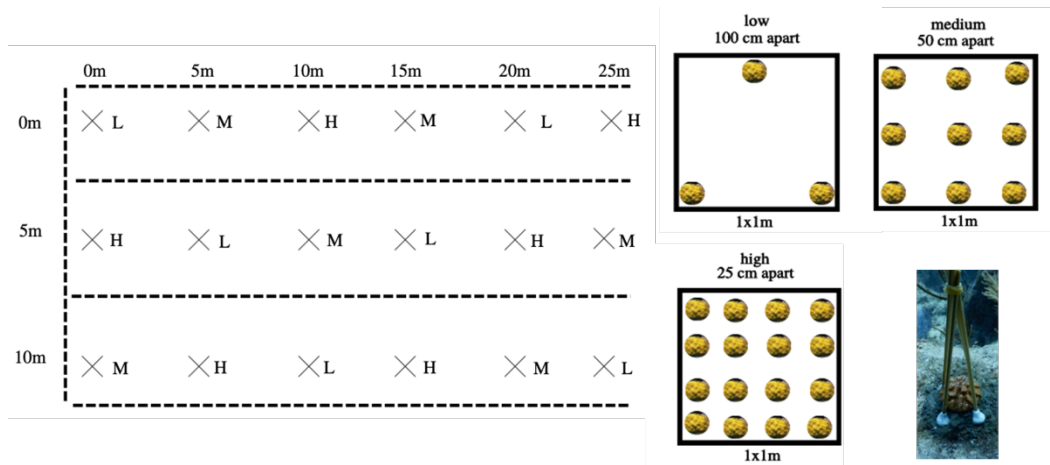 0m 5m 10m 15m 20m 25m
0m L M H M L H
5m H L M L H M
10m M H L H M L
low
100 cm apart
1x1m
medium
50 cm apart
1x1m
high
25 cm apart
1x1m